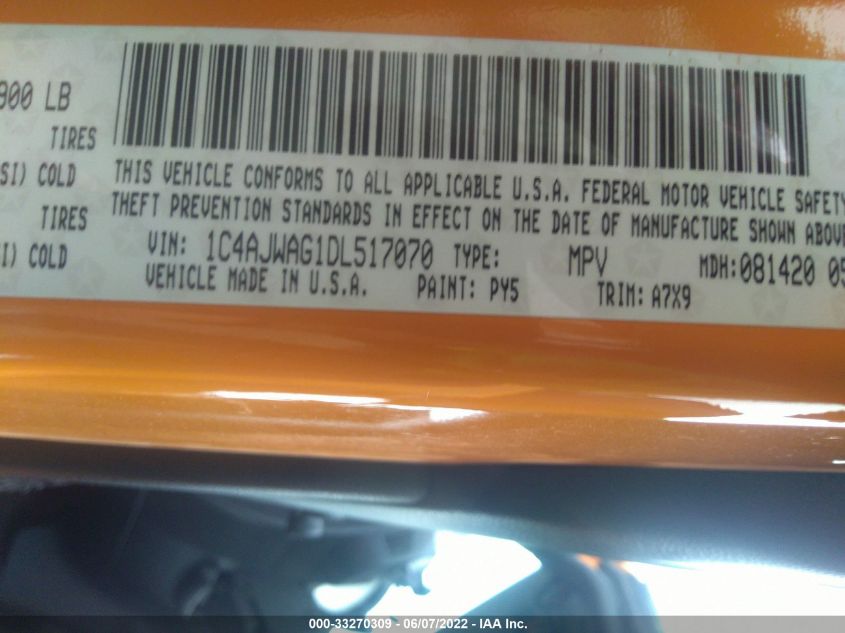 900 LB
TIRES
SI) COLD
TIRES
I) COLD
THIS VEHICLE CONFORMS TO ALL APPLICABLE U.S.A. FEDERAL MOTOR VEHICLE SAFETY
THEFT PREVENTION STANDARDS IN EFFECT ON THE DATE OF MANUFACTURE SHOWN ABOVE
VIN: 1C4AJWAG1DL517070 TYPE: MPV MDH:081420 05
VEHICLE MADE IN U.S.A. PAINT: PY5 TRIM: A7X9
000-33270309 - 06/07/2022 - IAA Inc.